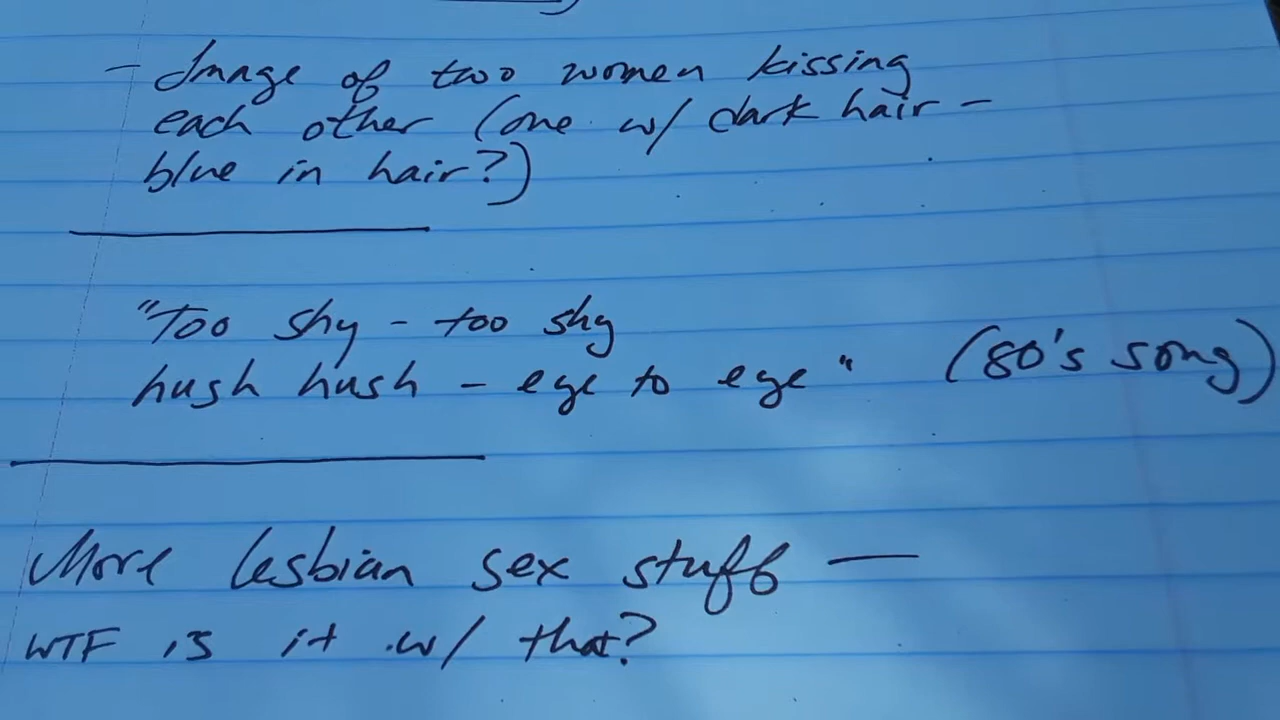 - Image of two women kissing
each other (one w/ dark hair -
blue in hair?)
"Too shy - too shy
hush hush - eye to eye" (80's song)
More lesbian sex stuff —
WTF is it w/ that?